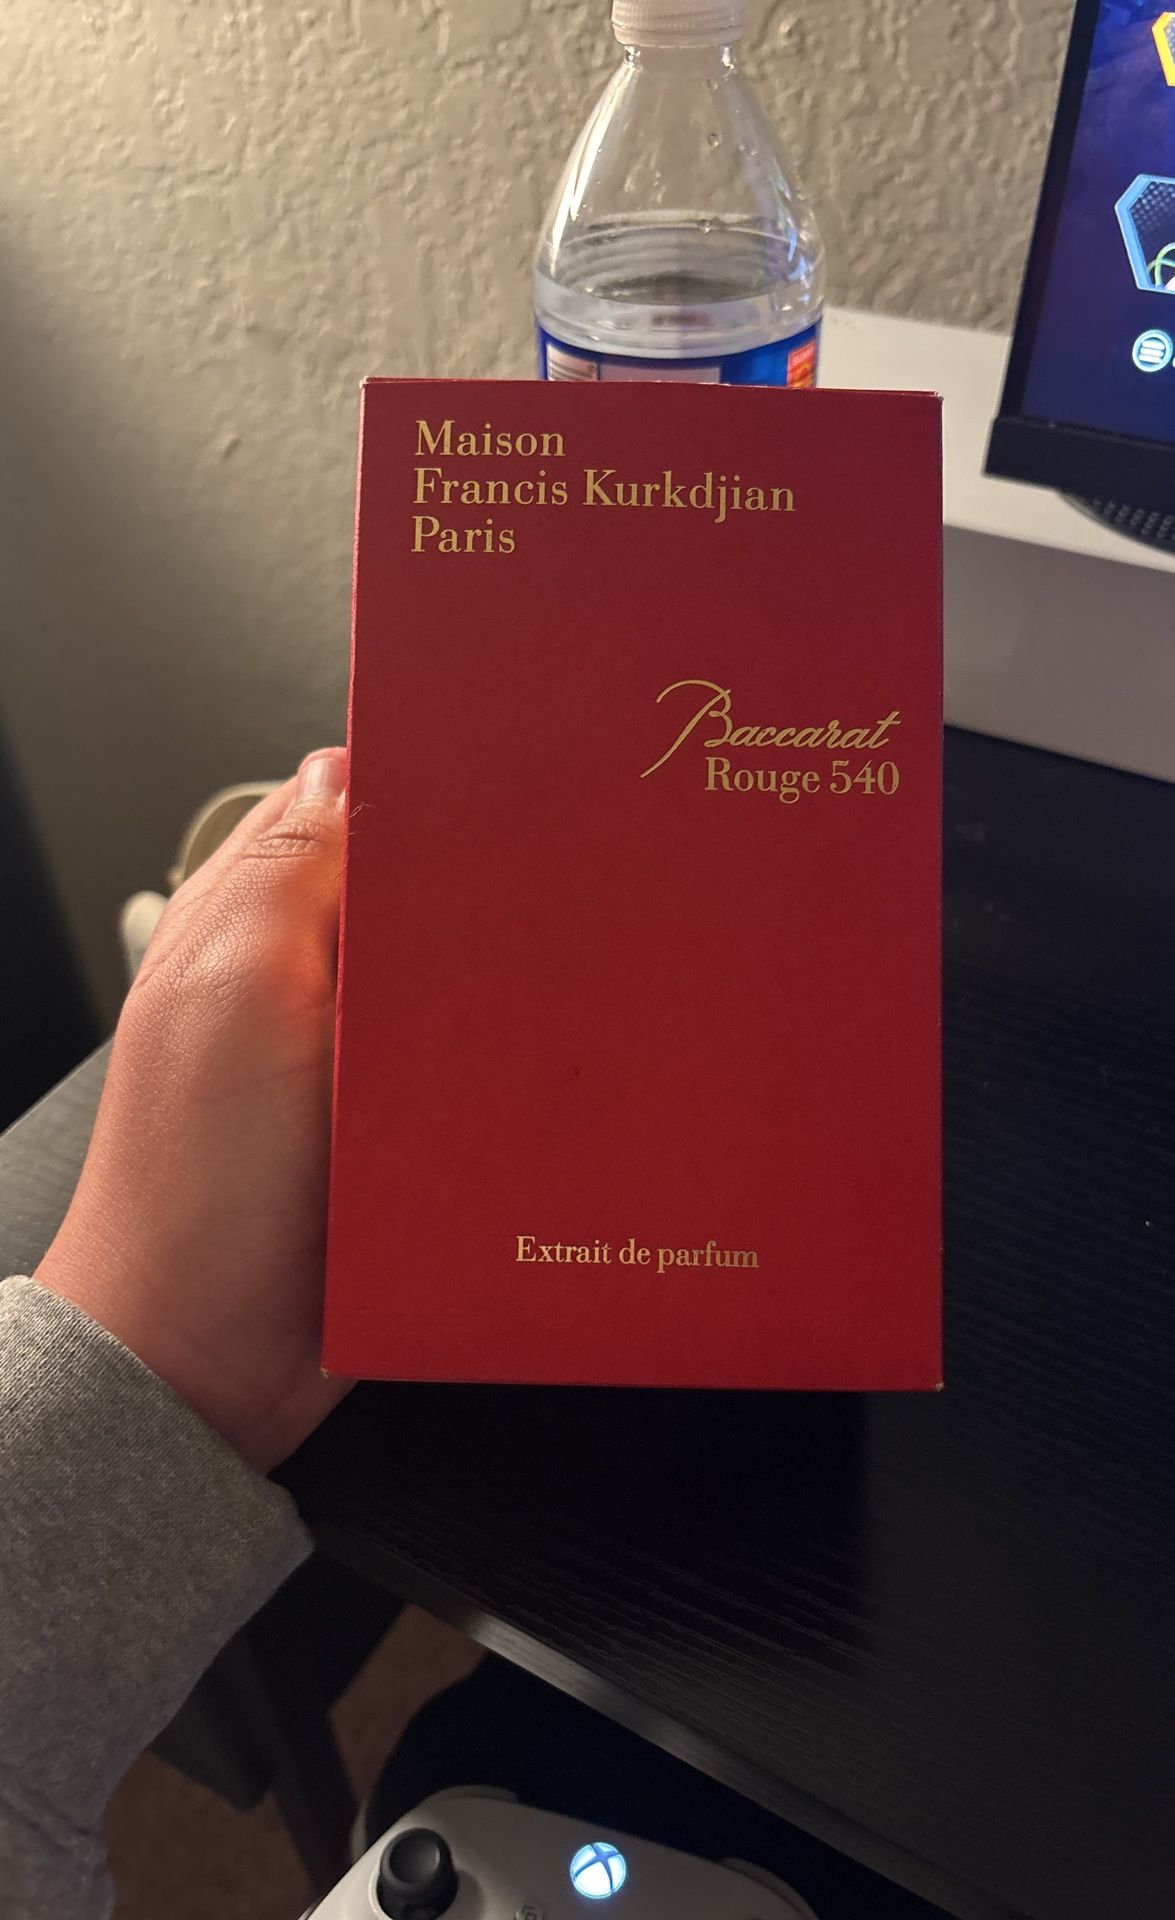 Maison
Francis Kurkdjian
Paris
Baccarat
Rouge 540
Extrait de parfum